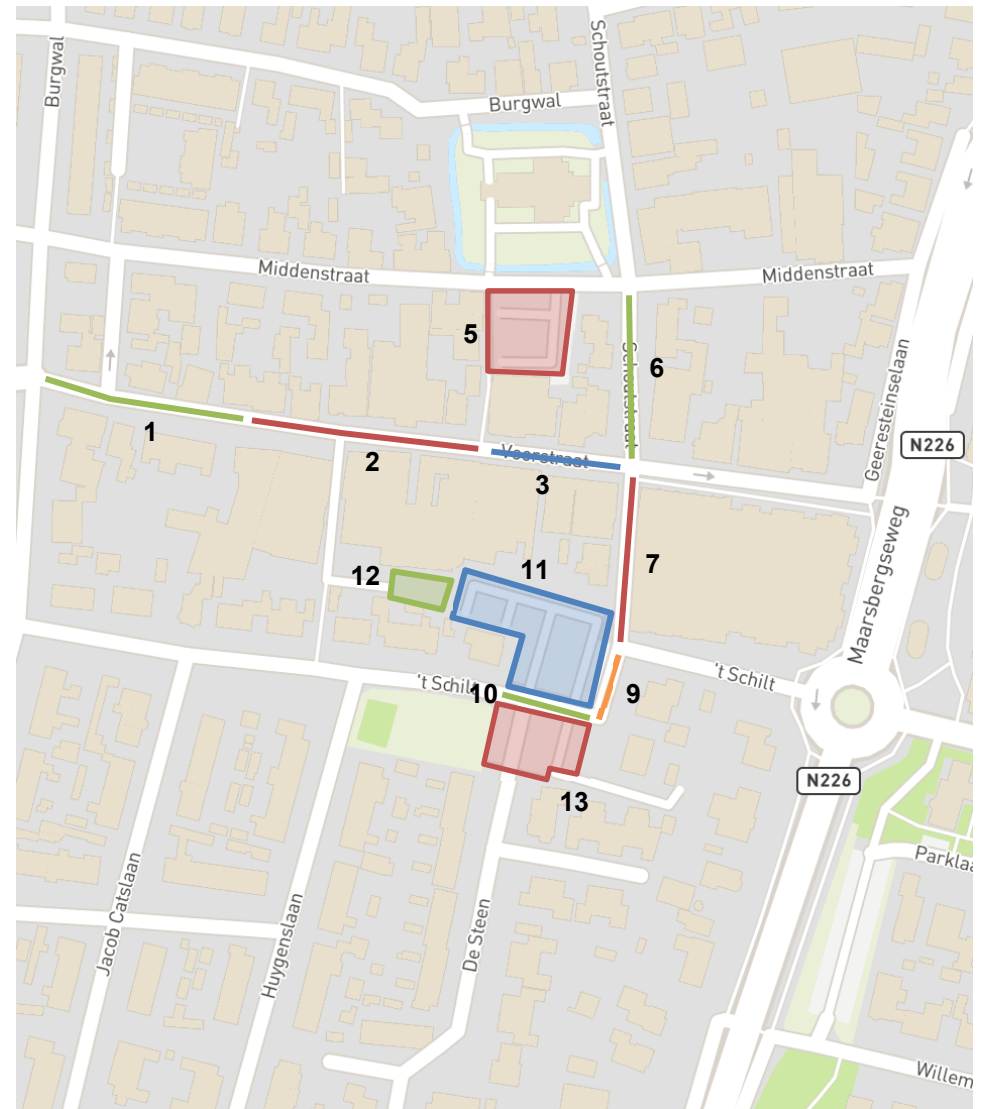 Burgwal
Schoutstraat
Burgwal
Middenstraat
Middenstraat
5
6
Schoutstraat
Geeresteinselaan
1
2
Voorstraat
3
N226
7
12
11
Maarsbergseweg
't Schilt
't Schilt
10
9
N226
13
Parklaa
Jacob Catslaan
Huygenslaan
De Steen
Willem